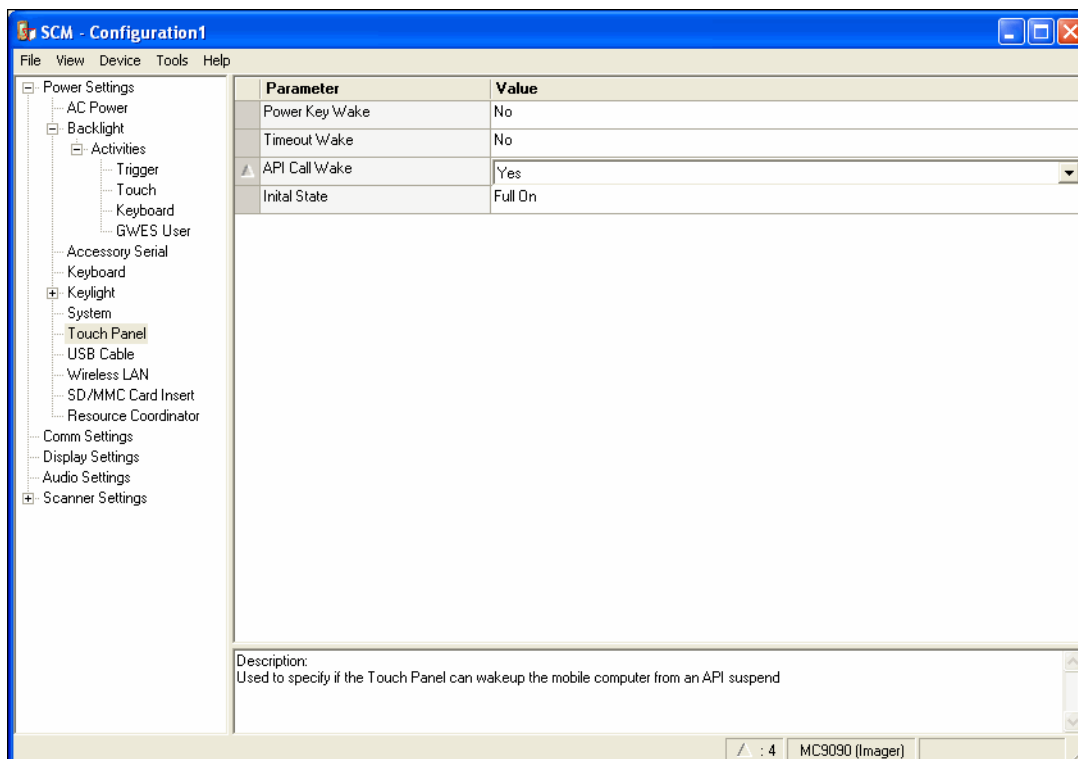 SCM - Configuration1
File View Device Tools Help
Power Settings
AC Power
Backlight
Activities
Trigger
Touch
Keyboard
GWES User
Accessory Serial
Keyboard
Keylight
System
Touch Panel
USB Cable
Wireless LAN
SD/MMC Card Insert
Resource Coordinator
Comm Settings
Display Settings
Audio Settings
Scanner Settings
Parameter Value
Power Key Wake No
Timeout Wake No
API Call Wake Yes
Inital State Full On
Description:
Used to specify if the Touch Panel can wakeup the mobile computer from an API suspend
: 4 MC9090 (Imager)